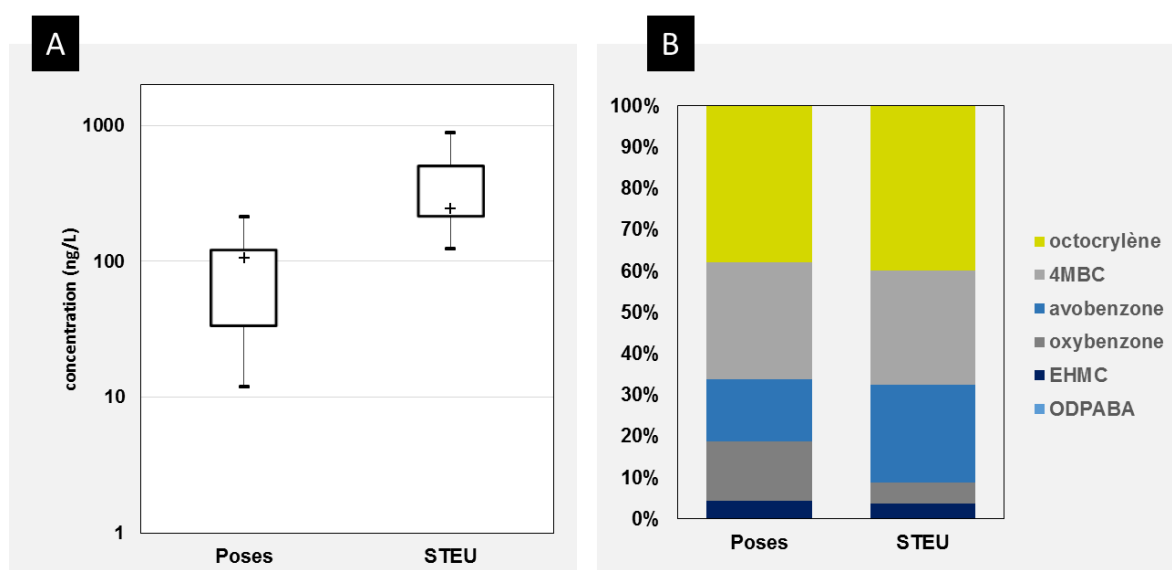 A
concentration (ng/L)
1000
100
10
1
Poses
STEU
B
100%
90%
80%
70%
60%
50%
40%
30%
20%
10%
0%
Poses
STEU
octocrylène
4MBC
avobenzone
oxybenzone
EHMC
ODPABA